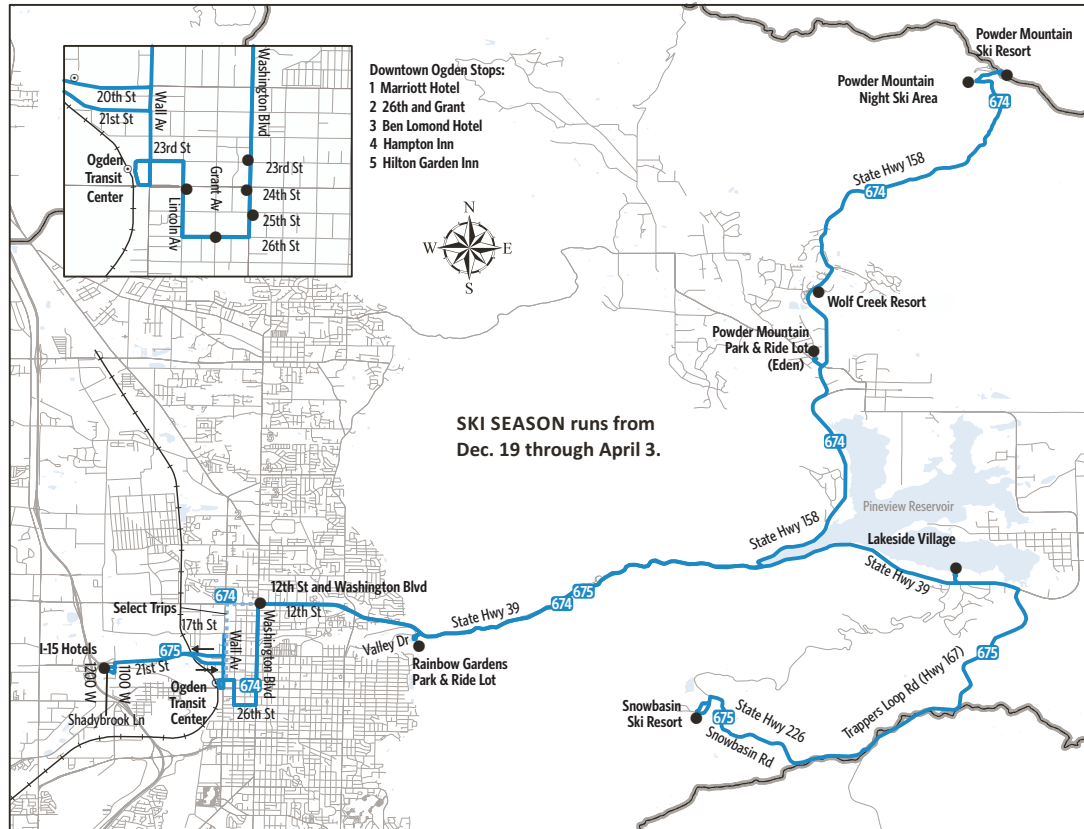 Powder Mountain
Ski Resort
Powder Mountain
Night Ski Area
674
State Hwy 158
674
Washington Blvd
20th St
21st St
Wall Av
23rd St
Ogden
Transit
Center
Grant Av
Lincoln Av
23rd St
24th St
25th St
26th St
Downtown Ogden Stops:
1 Marriott Hotel
2 26th and Grant
3 Ben Lomond Hotel
4 Hampton Inn
5 Hilton Garden Inn
N
W
E
S
Wolf Creek Resort
Powder Mountain
Park & Ride Lot
(Eden)
SKI SEASON runs from
Dec. 19 through April 3.
674
Pineview Reservoir
State Hwy 158
Lakeside Village
State Hwy 39
675
674
State Hwy 39
12th St and Washington Blvd
12th St
674
Select Trips
17th St
Wall Av
Washington Blvd
Valley Dr
Rainbow Gardens
Park & Ride Lot
I-15 Hotels
675
21st St
1200 W
1100 W
Shadybrook Ln
Ogden
Transit
Center
674
26th St
675
Trappers Loop Rd (Hwy 167)
Snowbasin
Ski Resort
675
State Hwy 226
Snowbasin Rd